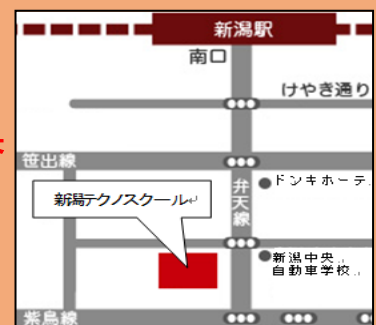 新潟駅
南口
けやき通り
笹出線
弁天線
ドンキホーテ
新潟テクノスクール
新潟中央
自動車学校
紫鳥線